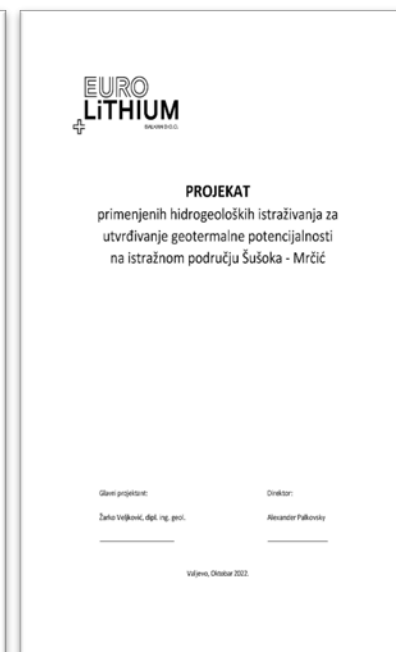 EURO
LiTHIUM
BALKAN D.O.O.
PROJEKAT
primenjenih hidrogeoloških istraživanja za
utvrđivanje geotermalne potencijalnosti
na istražnom području Šušoka - Mrčić
Glavni projektant: Direktor:
Žarko Veljković, dipl. ing. geol. Alexander Palkovsky
Valjevo, Oktobar 2022.